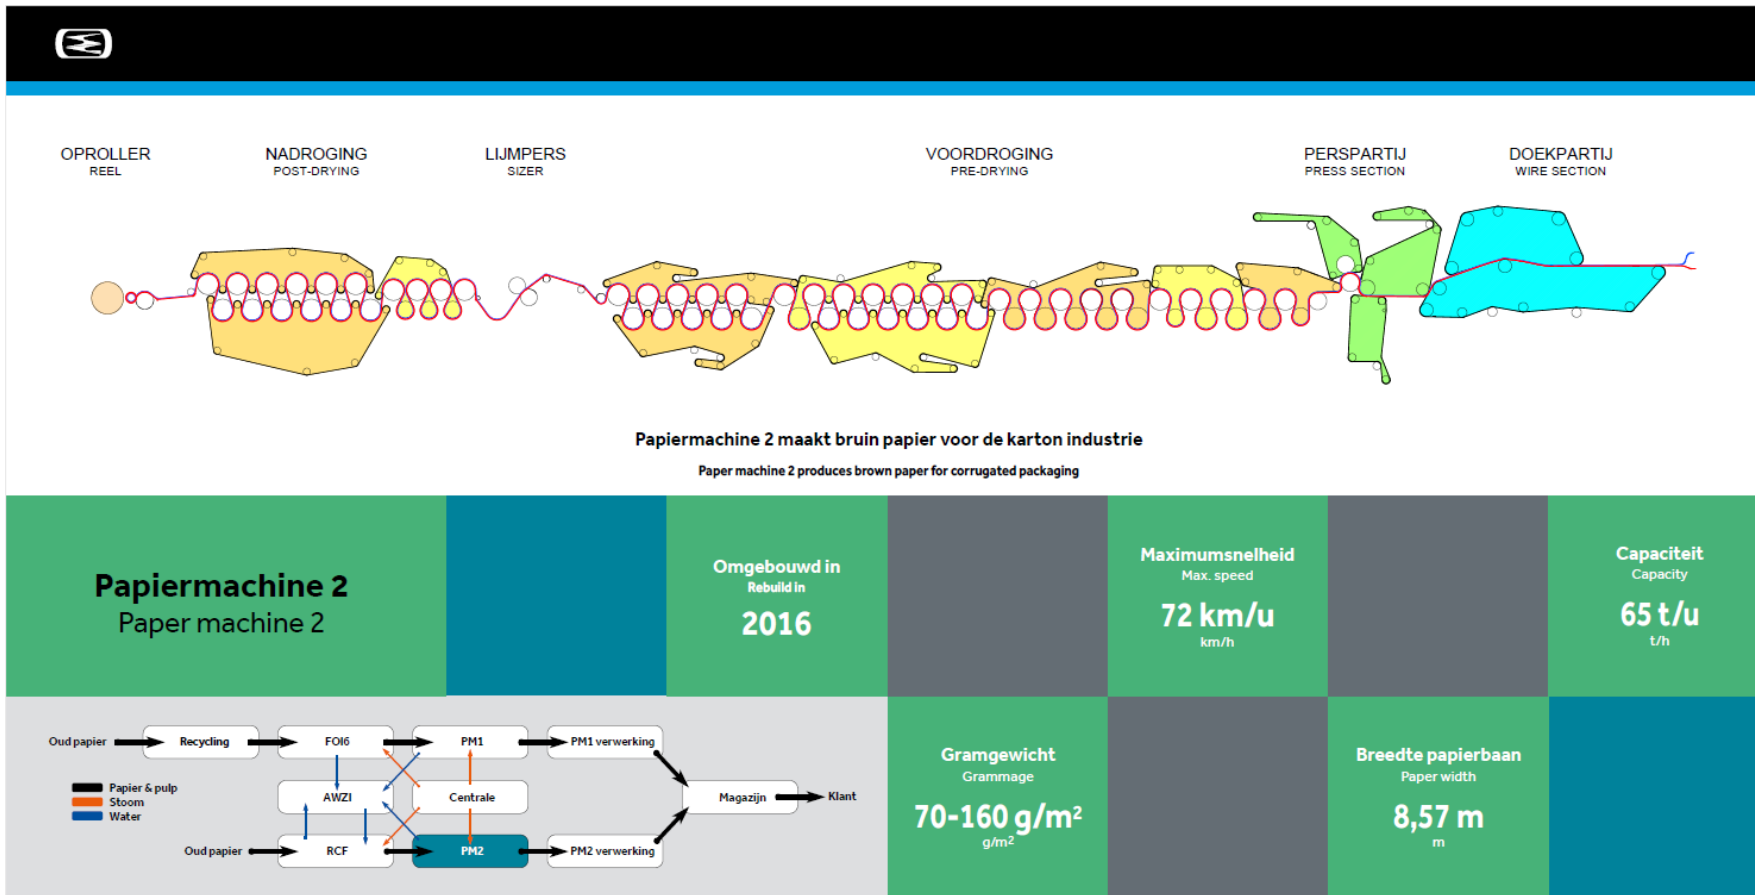 OPROLLER
REEL
NADROGING
POST-DRYING
LIJMPERS
SIZER
VOORDROGING
PRE-DRYING
PERSPARTIJ
PRESS SECTION
DOEKPARTIJ
WIRE SECTION
Papiermachine 2 maakt bruin papier voor de karton industrie
Paper machine 2 produces brown paper for corrugated packaging
Papiermachine 2
Paper machine 2
Omgebouwd in
Rebuild in
2016
Maximumsnelheid
Max. speed
72 km/u
km/h
Capaciteit
Capacity
65 t/u
t/h
Oud papier
Recycling
FOI6
PM1
PM1 verwerking
Papier & pulp
Stoom
Water
AWZI
Centrale
Magazijn
Klant
Oud papier
RCF
PM2
PM2 verwerking
Gramgewicht
Grammage
70-160 g/m²
g/m²
Breedte papierbaan
Paper width
8,57 m
m